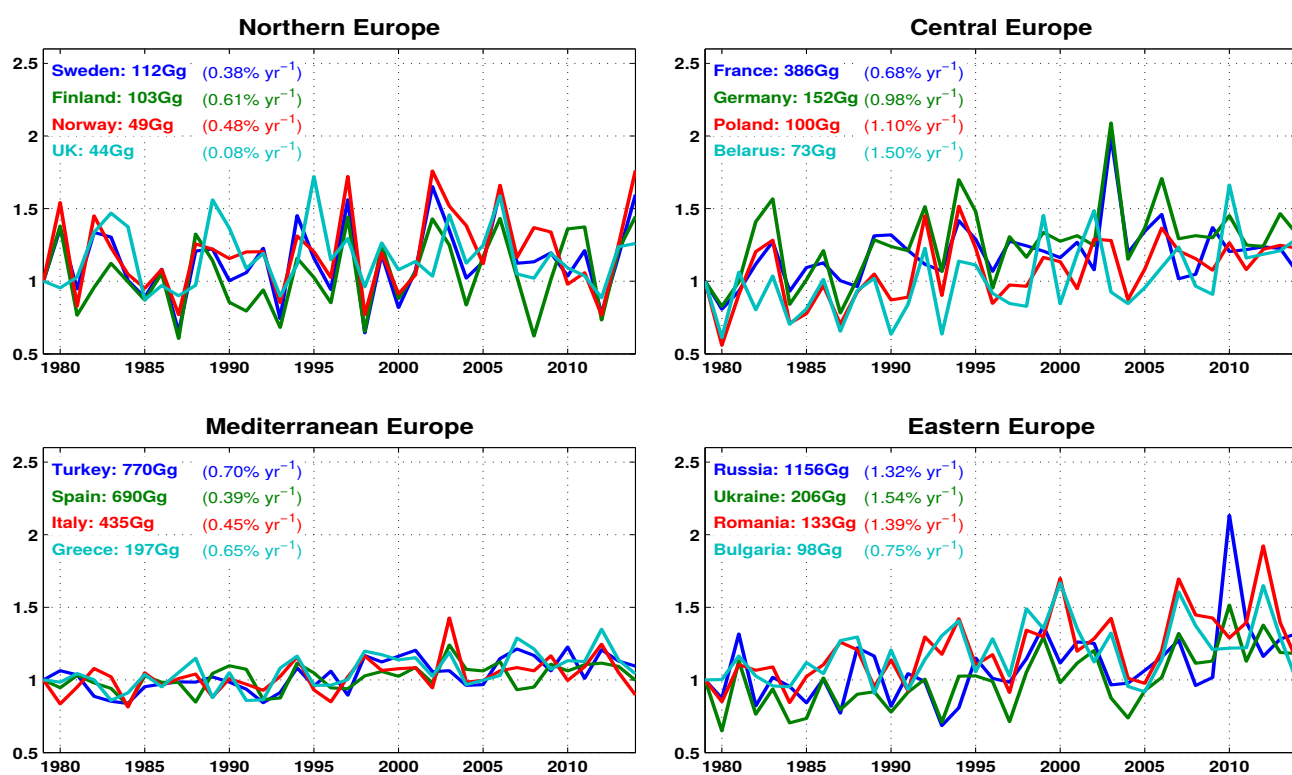 Northern Europe
2.5
2
1.5
1
0.5
Sweden: 112Gg (0.38% yr⁻¹)
Finland: 103Gg (0.61% yr⁻¹)
Norway: 49Gg (0.48% yr⁻¹)
UK: 44Gg (0.08% yr⁻¹)
1980 1985 1990 1995 2000 2005 2010
Central Europe
2.5
2
1.5
1
0.5
France: 386Gg (0.68% yr⁻¹)
Germany: 152Gg (0.98% yr⁻¹)
Poland: 100Gg (1.10% yr⁻¹)
Belarus: 73Gg (1.50% yr⁻¹)
1980 1985 1990 1995 2000 2005 2010
Mediterranean Europe
2.5
2
1.5
1
0.5
Turkey: 770Gg (0.70% yr⁻¹)
Spain: 690Gg (0.39% yr⁻¹)
Italy: 435Gg (0.45% yr⁻¹)
Greece: 197Gg (0.65% yr⁻¹)
1980 1985 1990 1995 2000 2005 2010
Eastern Europe
2.5
2
1.5
1
0.5
Russia: 1156Gg (1.32% yr⁻¹)
Ukraine: 206Gg (1.54% yr⁻¹)
Romania: 133Gg (1.39% yr⁻¹)
Bulgaria: 98Gg (0.75% yr⁻¹)
1980 1985 1990 1995 2000 2005 2010